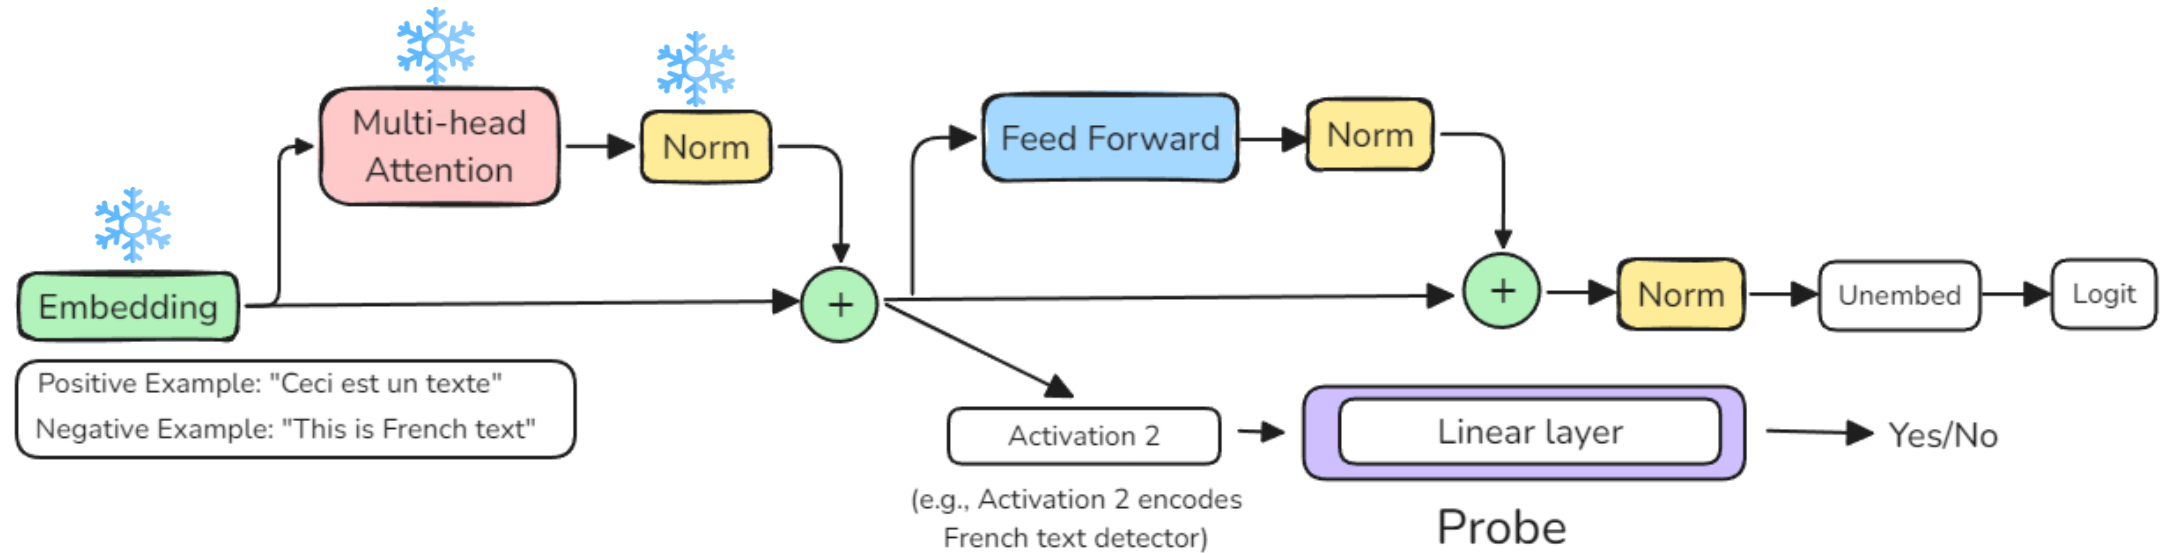 Multi-head
Attention
Norm
Feed Forward
Norm
Embedding
+
+
Norm
Unembed
Logit
Positive Example: "Ceci est un texte"
Negative Example: "This is French text"
Activation 2
Linear layer
Yes/No
(e.g., Activation 2 encodes
French text detector)
Probe